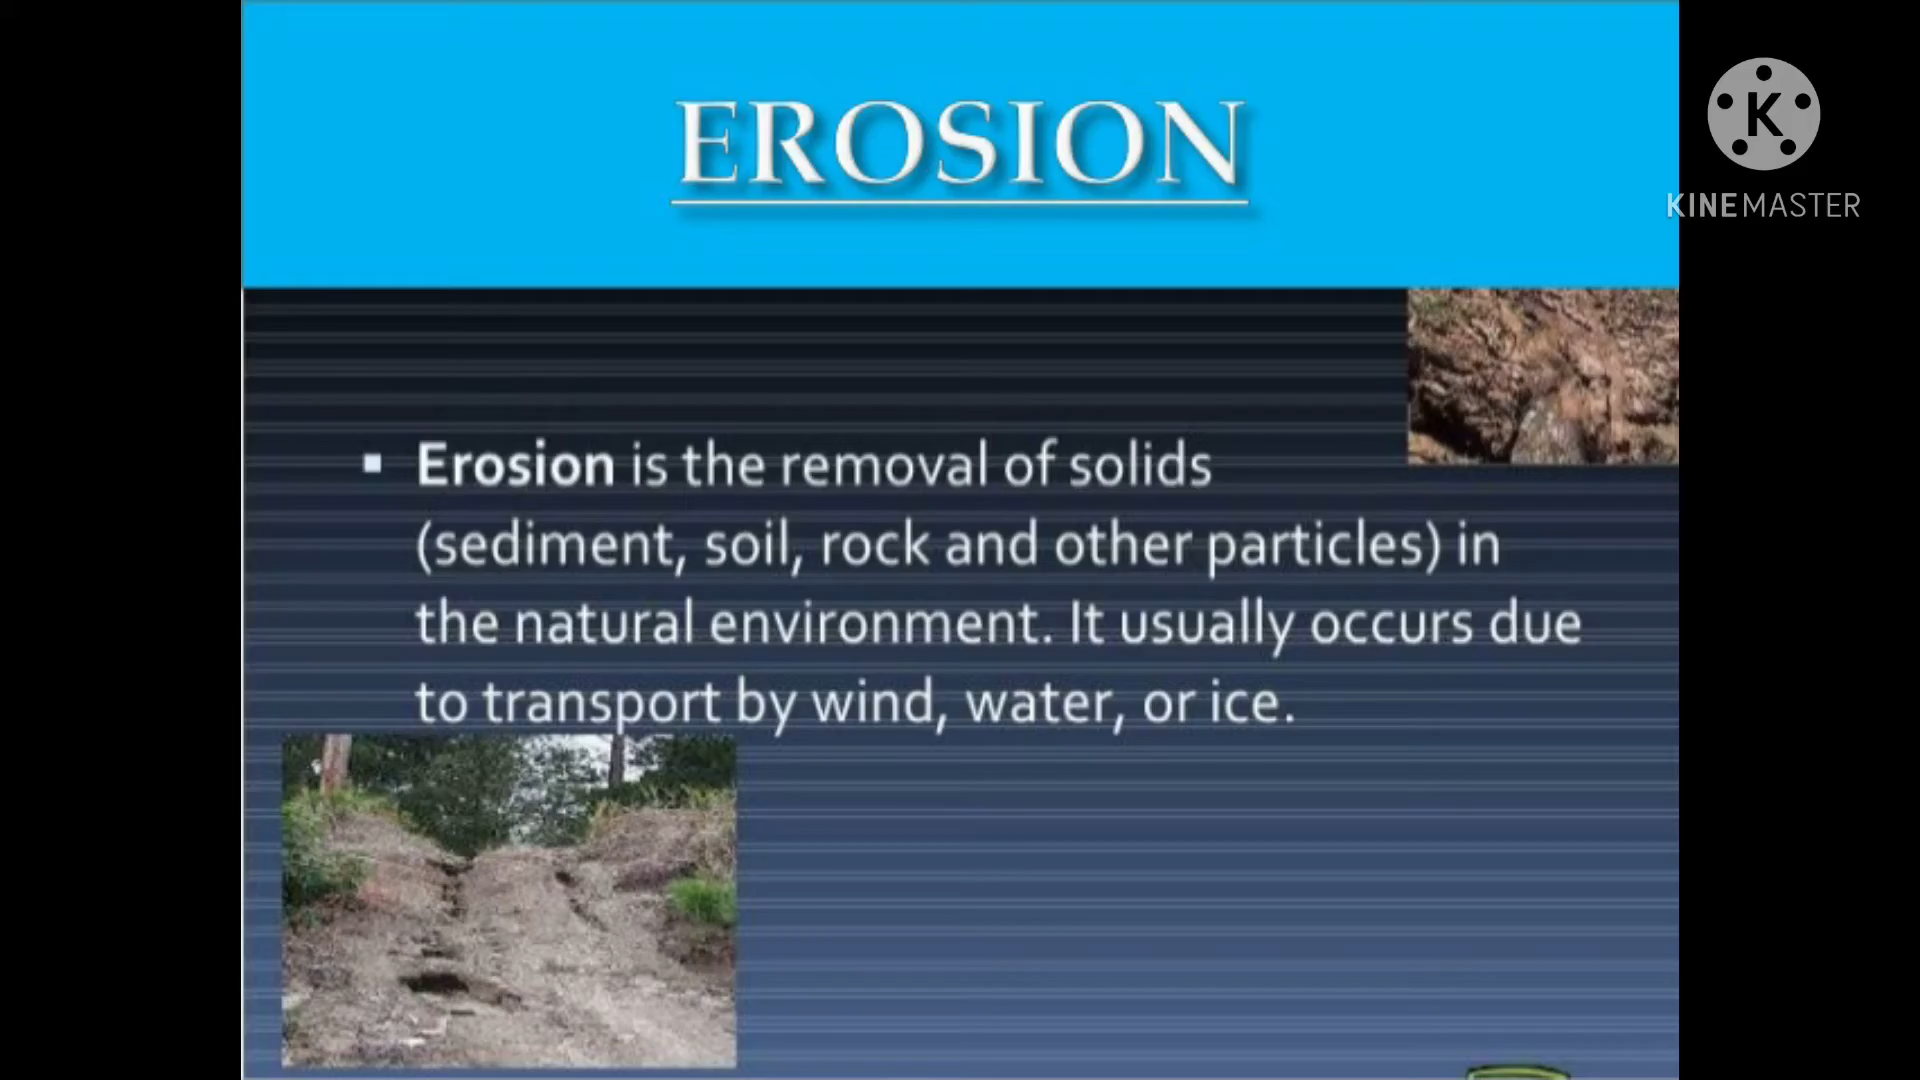 EROSION
K
KINEMASTER
▪ Erosion is the removal of solids
(sediment, soil, rock and other particles) in
the natural environment. It usually occurs due
to transport by wind, water, or ice.